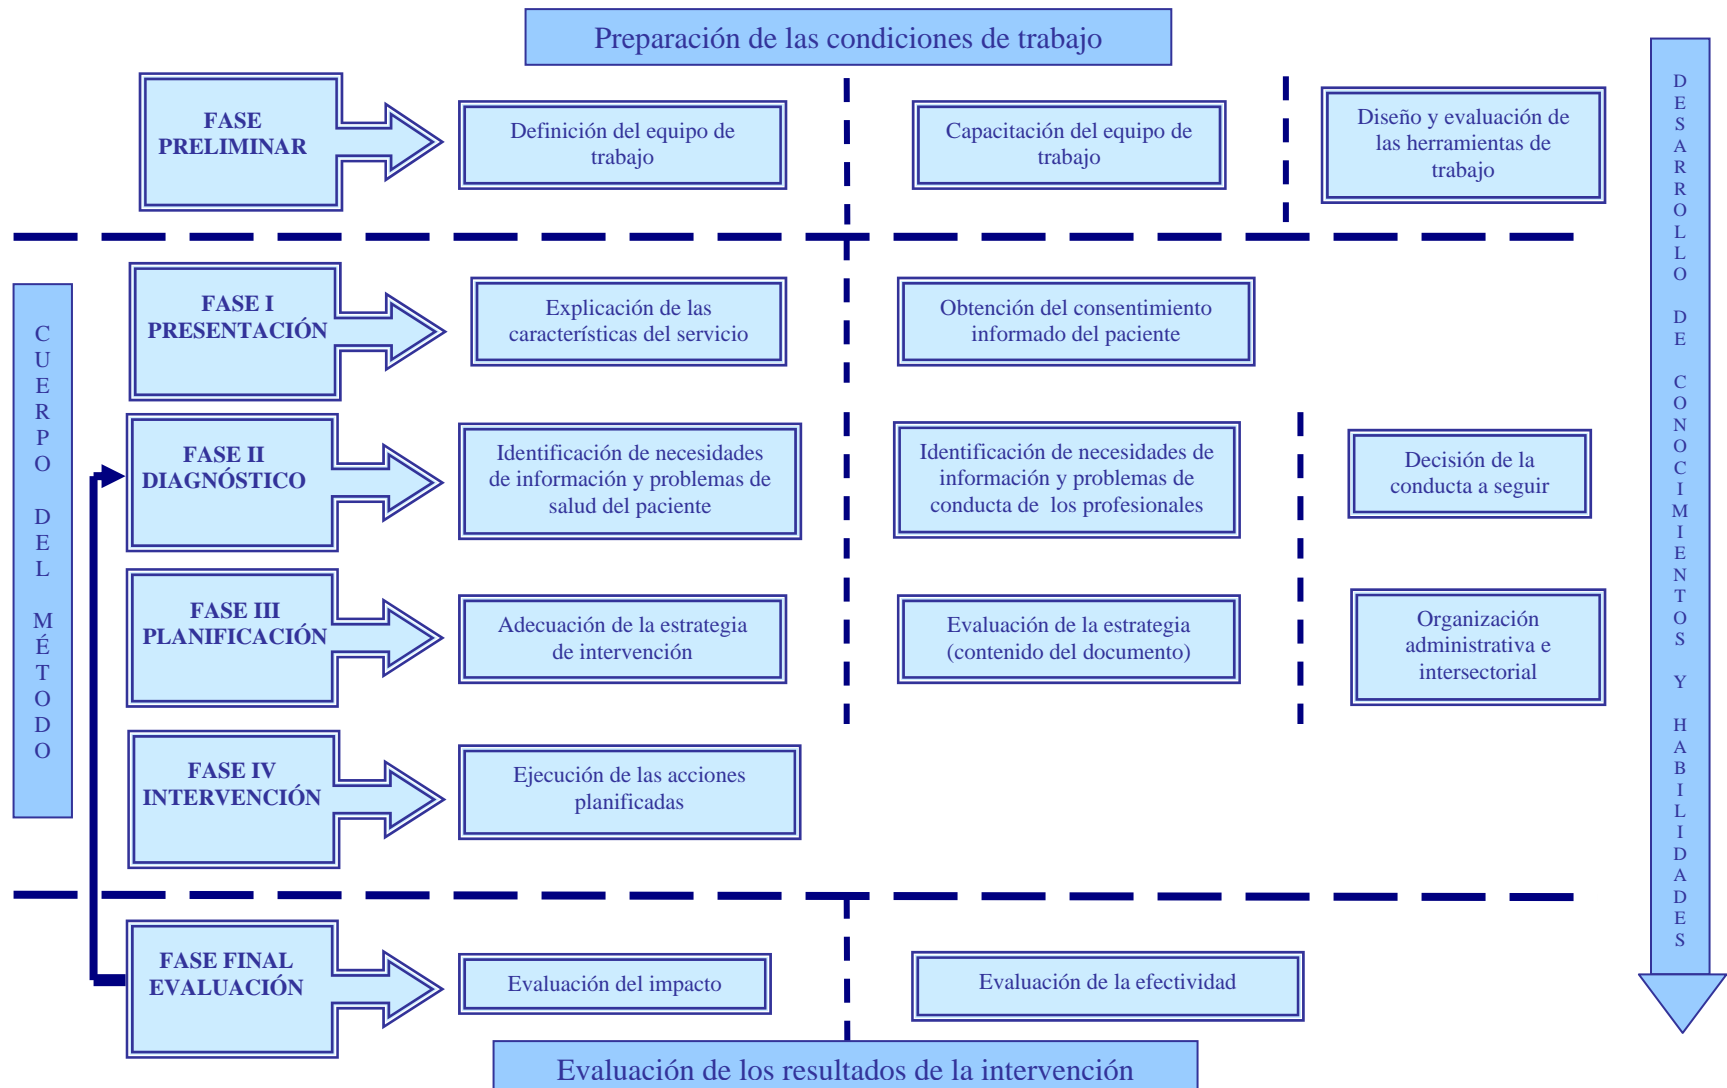 Preparación de las condiciones de trabajo
FASE
PRELIMINAR
Definición del equipo de
trabajo
Capacitación del equipo de
trabajo
Diseño y evaluación de
las herramientas de
trabajo
DESARROLLO DE CONOCIMIENTOS Y HABILIDADES
CUERPO DEL MÉTODO
FASE I
PRESENTACIÓN
Explicación de las
características del servicio
Obtención del consentimiento
informado del paciente
FASE II
DIAGNÓSTICO
Identificación de necesidades
de información y problemas de
salud del paciente
Identificación de necesidades de
información y problemas de
conducta de los profesionales
Decisión de la
conducta a seguir
FASE III
PLANIFICACIÓN
Adecuación de la estrategia
de intervención
Evaluación de la estrategia
(contenido del documento)
Organización
administrativa e
intersectorial
FASE IV
INTERVENCIÓN
Ejecución de las acciones
planificadas
FASE FINAL
EVALUACIÓN
Evaluación del impacto
Evaluación de la efectividad
Evaluación de los resultados de la intervención